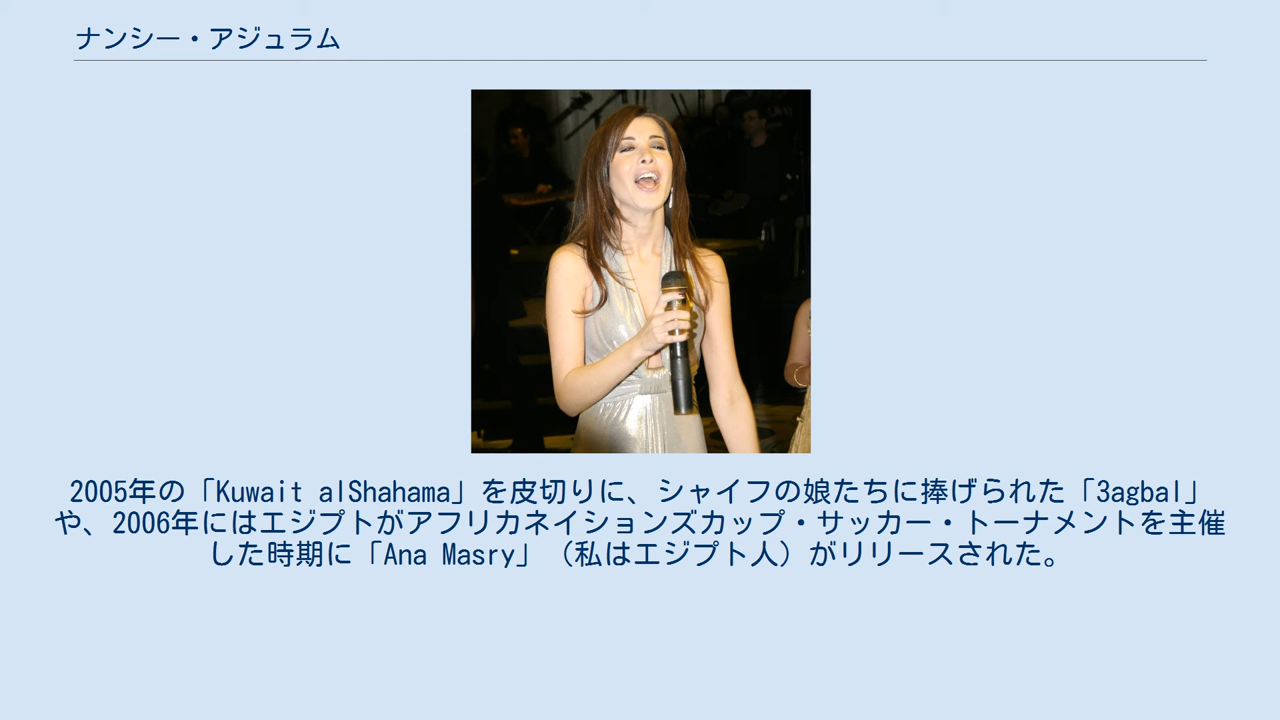 ナンシー・アジュラム
2005年の「Kuwait alShahama」を皮切りに、シャイフの娘たちに捧げられた「3agbal」
や、2006年にはエジプトがアフリカネイションズカップ・サッカー・トーナメントを主催
した時期に「Ana Masry」（私はエジプト人）がリリースされた。